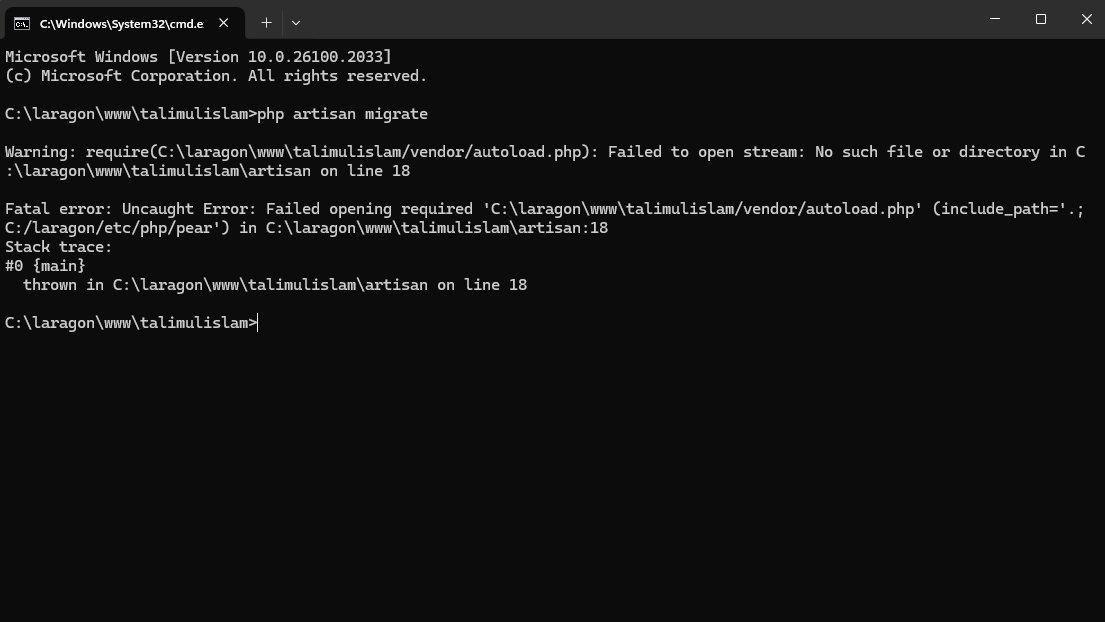 C:\Windows\System32\cmd.e
Microsoft Windows [Version 10.0.26100.2033]
(c) Microsoft Corporation. All rights reserved.
C:\laragon\www\talimulislam>php artisan migrate
Warning: require(C:\laragon\www\talimulislam/vendor/autoload.php): Failed to open stream: No such file or directory in C
:\laragon\www\talimulislam\artisan on line 18
Fatal error: Uncaught Error: Failed opening required 'C:\laragon\www\talimulislam/vendor/autoload.php' (include_path='.;
C:/laragon/etc/php/pear') in C:\laragon\www\talimulislam\artisan:18
Stack trace:
#0 {main}
  thrown in C:\laragon\www\talimulislam\artisan on line 18
C:\laragon\www\talimulislam>